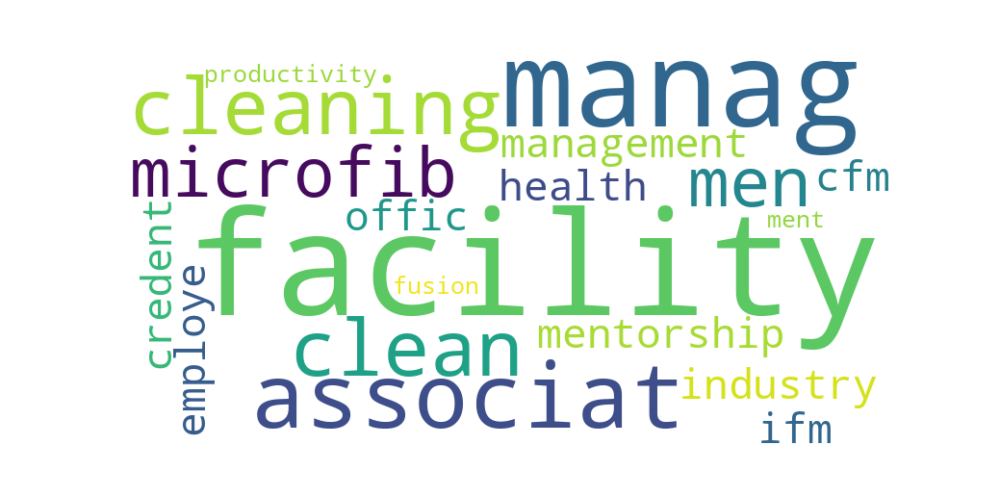 productivity
cleaning
manag
management
microfib
health
men
cfm
offic
ment
credent
facility
employe
fusion
clean
mentorship
associat
industry
ifm